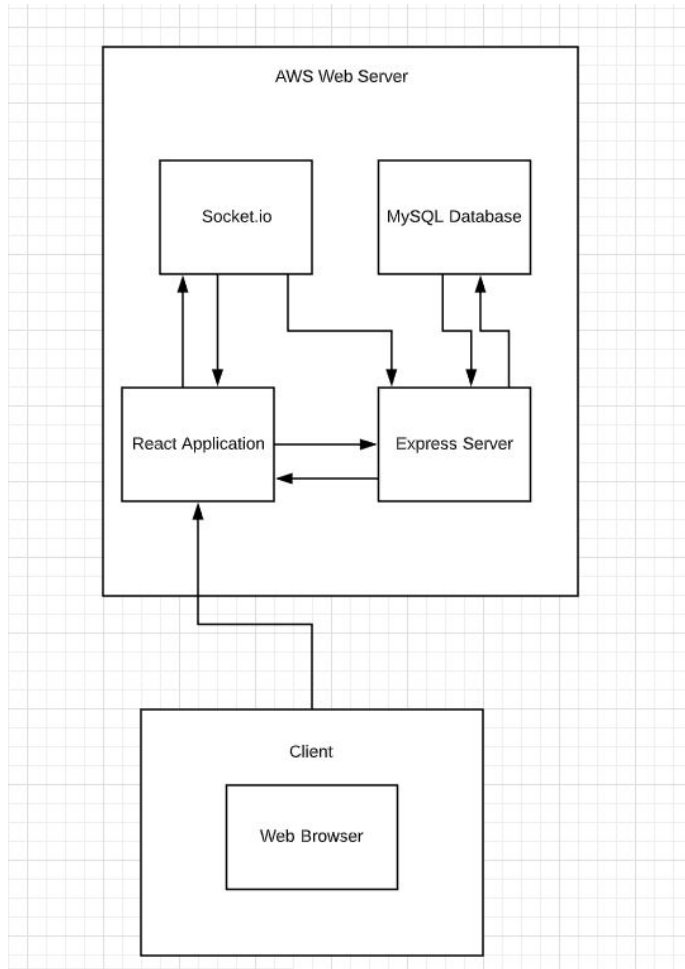 AWS Web Server
Socket.io
MySQL Database
React Application
Express Server
Client
Web Browser